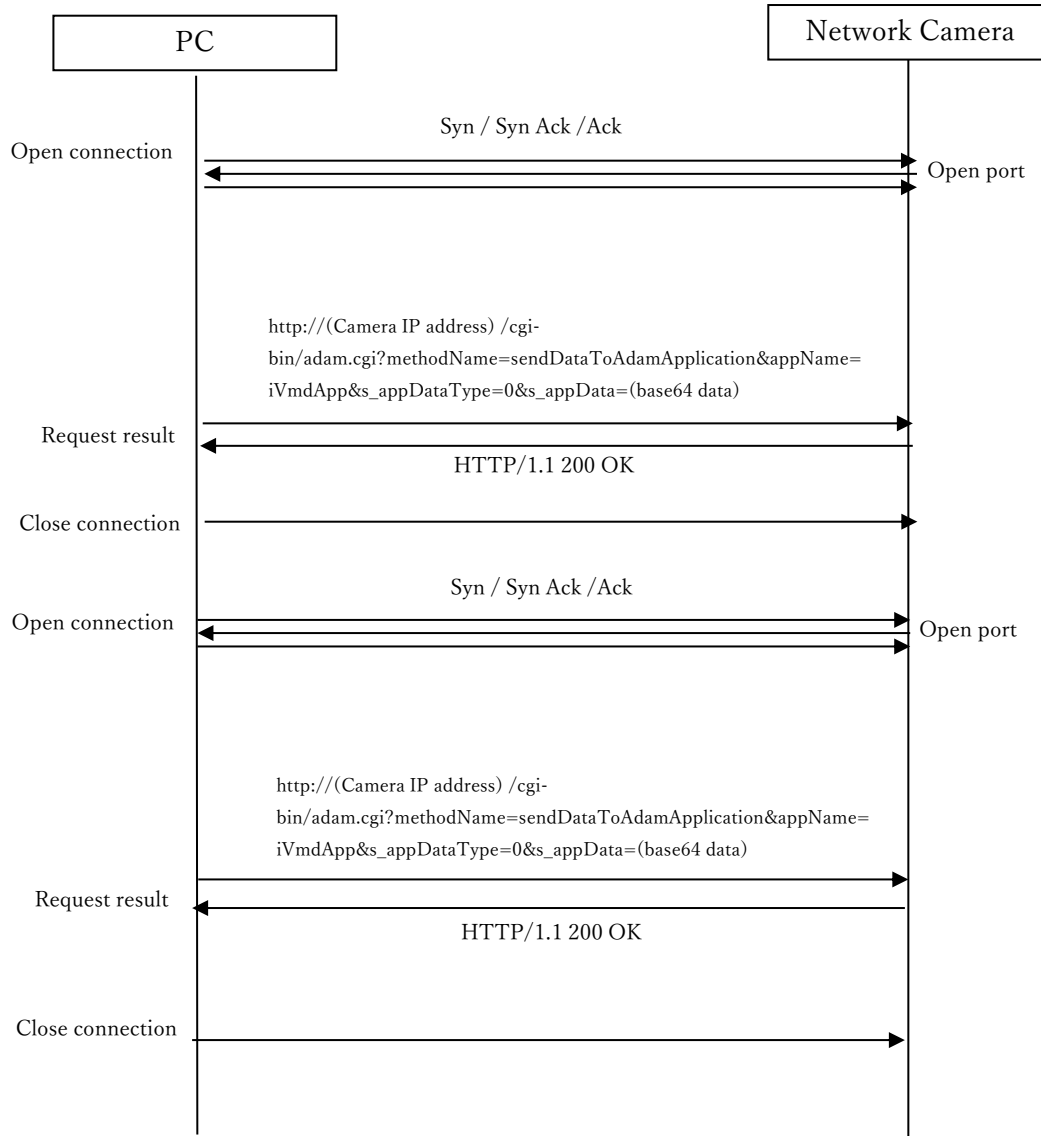 PC
Network Camera
Syn / Syn Ack /Ack
Open connection
Open port
http://(Camera IP address) /cgi-
bin/adam.cgi?methodName=sendDataToAdamApplication&appName=
iVmdApp&s_appDataType=0&s_appData=(base64 data)
Request result
HTTP/1.1 200 OK
Close connection
Syn / Syn Ack /Ack
Open connection
Open port
http://(Camera IP address) /cgi-
bin/adam.cgi?methodName=sendDataToAdamApplication&appName=
iVmdApp&s_appDataType=0&s_appData=(base64 data)
Request result
HTTP/1.1 200 OK
Close connection